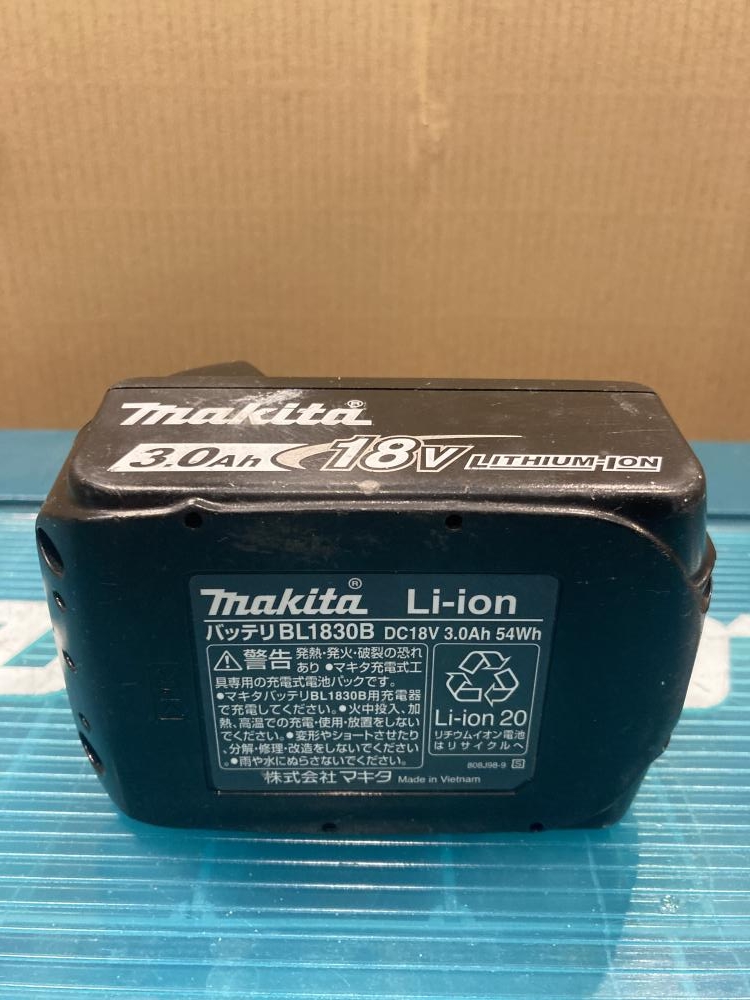 makita®
3.0Ah 18V LITHIUM-ION
makita® Li-ion
バッテリBL1830B DC18V 3.0Ah 54Wh
⚠警告 発熱・発火・破裂の恐れ
あり ●マキタ充電式工
具専用の充電式電池パックです。
●マキタバッテリBL1830B用充電器
で充電してください。●火中投入、加
熱、高温での充電・使用・放置をしない
でください。●変形やショートさせたり、
分解・修理・改造をしないでください。
●雨や水にぬらさないでください。
Li-ion 20
リチウムイオン電池
はリサイクルへ
808J98-9 S
株式会社マキタ Made in Vietnam